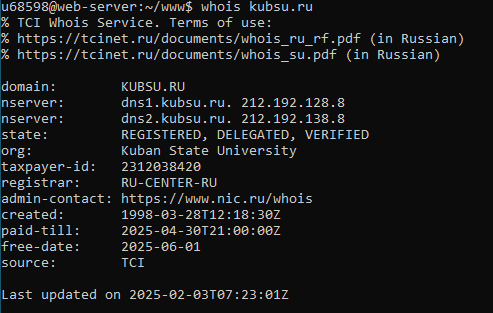 u68598@web-server:~/www$ whois kubsu.ru
% TCI Whois Service. Terms of use:
% https://tcinet.ru/documents/whois_ru_rf.pdf (in Russian)
% https://tcinet.ru/documents/whois_su.pdf (in Russian)

domain:        KUBSU.RU
nserver:       dns1.kubsu.ru. 212.192.128.8
nserver:       dns2.kubsu.ru. 212.192.138.8
state:         REGISTERED, DELEGATED, VERIFIED
org:           Kuban State University
taxpayer-id:   2312038420
registrar:     RU-CENTER-RU
admin-contact: https://www.nic.ru/whois
created:       1998-03-28T12:18:30Z
paid-till:     2025-04-30T21:00:00Z
free-date:     2025-06-01
source:        TCI

Last updated on 2025-02-03T07:23:01Z